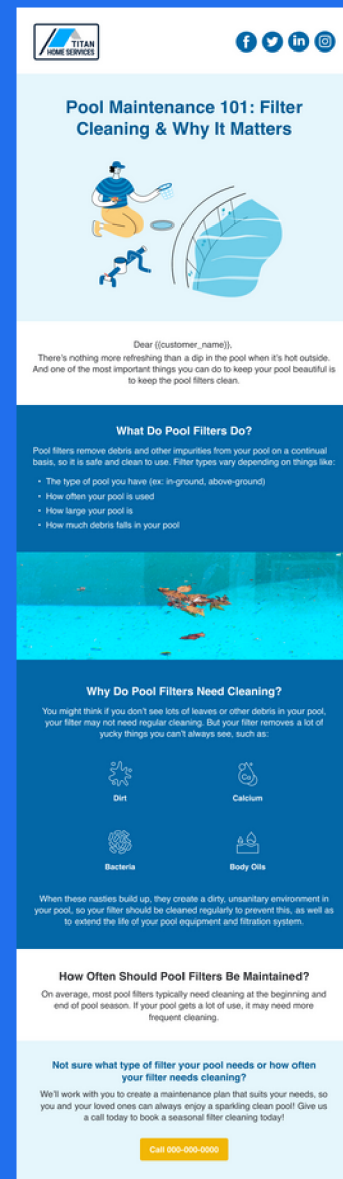 TITAN
HOME SERVICES
Pool Maintenance 101: Filter
Cleaning & Why It Matters
Dear {{customer_name}},
There's nothing more refreshing than a dip in the pool when it's hot outside.
And one of the most important things you can do to keep your pool beautiful is
to keep the pool filters clean.
What Do Pool Filters Do?
Pool filters remove debris and other impurities from your pool on a continual
basis, so it is safe and clean to use. Filter types vary depending on things like:
• The type of pool you have (ex: in-ground, above-ground)
• How often your pool is used
• How large your pool is
• How much debris falls in your pool
Why Do Pool Filters Need Cleaning?
You might think if you don't see lots of leaves or other debris in your pool,
your filter may not need regular cleaning. But your filter removes a lot of
yucky things you can't always see, such as:
Ca
Dirt
Calcium
Bacteria
Body Oils
When these nasties build up, they create a dirty, unsanitary environment in
your pool, so your filter should be cleaned regularly to prevent this, as well as
to extend the life of your pool equipment and filtration system.
How Often Should Pool Filters Be Maintained?
On average, most pool filters typically need cleaning at the beginning and
end of pool season. If your pool gets a lot of use, it may need more
frequent cleaning.
Not sure what type of filter your pool needs or how often
your filter needs cleaning?
We'll work with you to create a maintenance plan that suits your needs, so
you and your loved ones can always enjoy a sparkling clean pool! Give us
a call today to book a seasonal filter cleaning today!
Call 000-000-0000